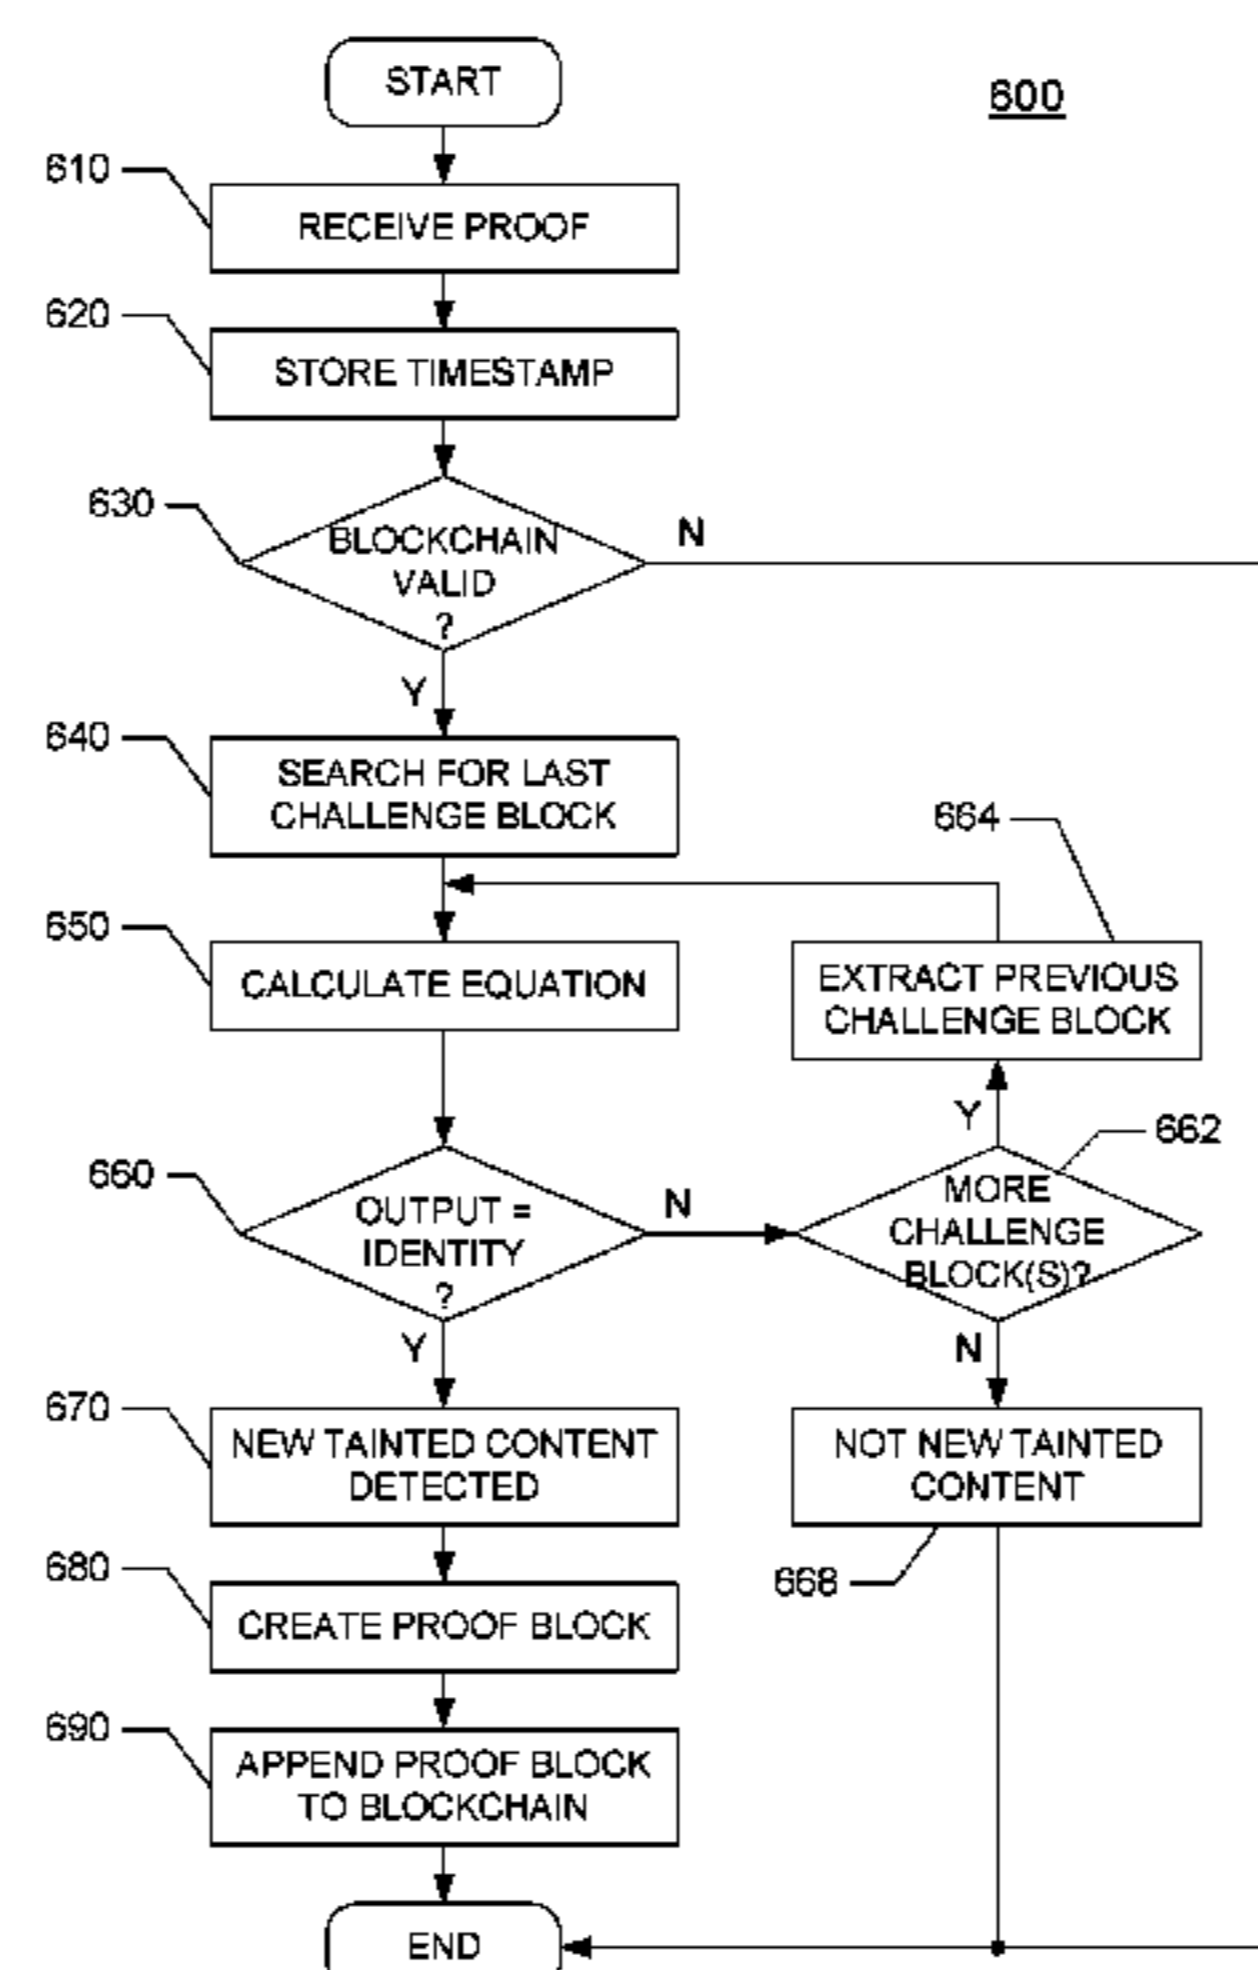 START
600
610
RECEIVE PROOF
620
STORE TIMESTAMP
630
BLOCKCHAIN
VALID
?
N
Y
640
SEARCH FOR LAST
CHALLENGE BLOCK
664
650
CALCULATE EQUATION
EXTRACT PREVIOUS
CHALLENGE BLOCK
Y
662
660
OUTPUT =
IDENTITY
?
N
MORE
CHALLENGE
BLOCK(S)?
Y
N
670
NEW TAINTED CONTENT
DETECTED
NOT NEW TAINTED
CONTENT
668
680
CREATE PROOF BLOCK
690
APPEND PROOF BLOCK
TO BLOCKCHAIN
END